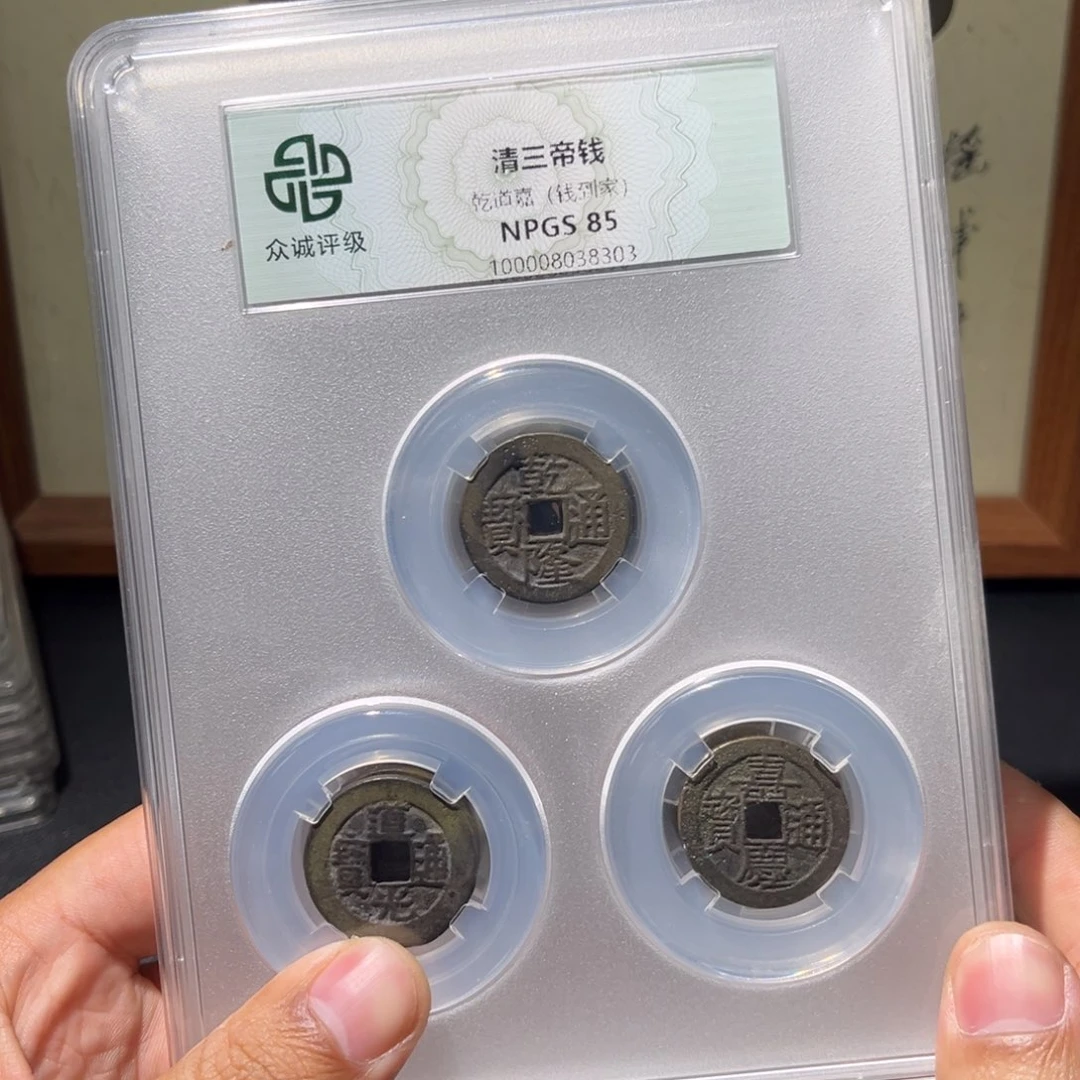 众诚评级
清三帝钱
乾道嘉（钱到家）
NPGS 85
100008038303
乾隆通寶
道光通寶
嘉慶通寶